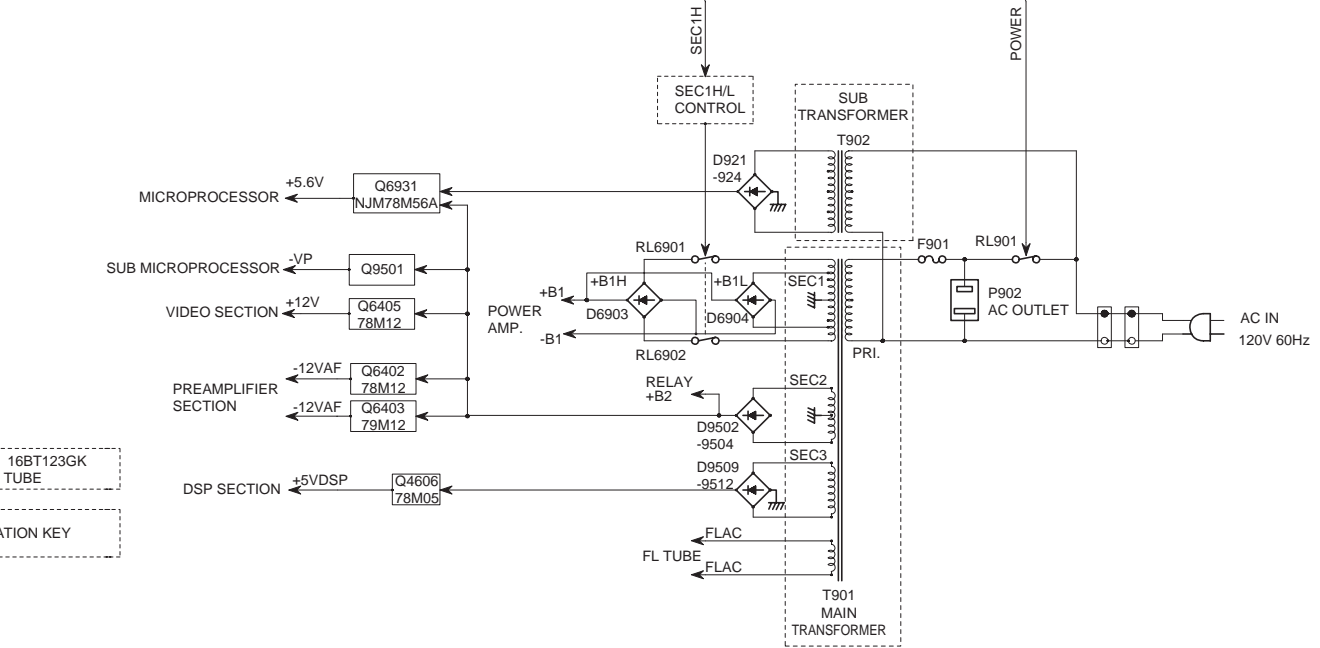 SEC1H
POWER
SEC1H/L
CONTROL
SUB
TRANSFORMER
T902
D921
-924
MICROPROCESSOR
+5.6V
Q6931
NJM78M56A
SUB MICROPROCESSOR
-VP
Q9501
VIDEO SECTION
+12V
Q6405
78M12
RL6901
+B1H
+B1L
SEC1
+B1
POWER
AMP.
-B1
D6903
D6904
RL6902
F901
RL901
P902
AC OUTLET
PRI.
AC IN
120V 60Hz
PREAMPLIFIER
SECTION
-12VAF
Q6402
78M12
-12VAF
Q6403
79M12
RELAY
+B2
SEC2
D9502
-9504
SEC3
D9509
-9512
16BT123GK
TUBE
DSP SECTION
+5VDSP
Q4606
78M05
ATION KEY
FL TUBE
FLAC
FLAC
T901
MAIN
TRANSFORMER